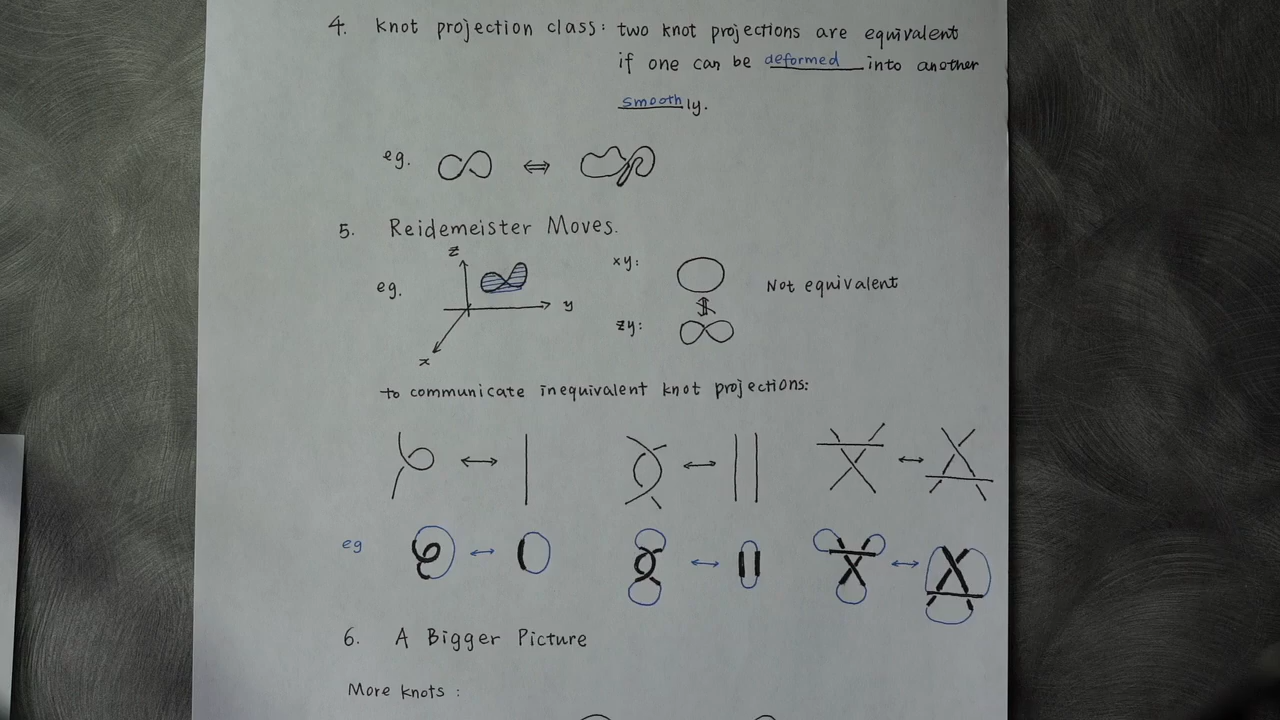 4. knot projection class: two knot projections are equivalent
if one can be deformed into another
smoothly.
eg.
5. Reidemeister Moves.
eg.
z
y
x
xy:
zy:
Not equivalent
to communicate inequivalent knot projections:
eg
6. A Bigger Picture
More knots: